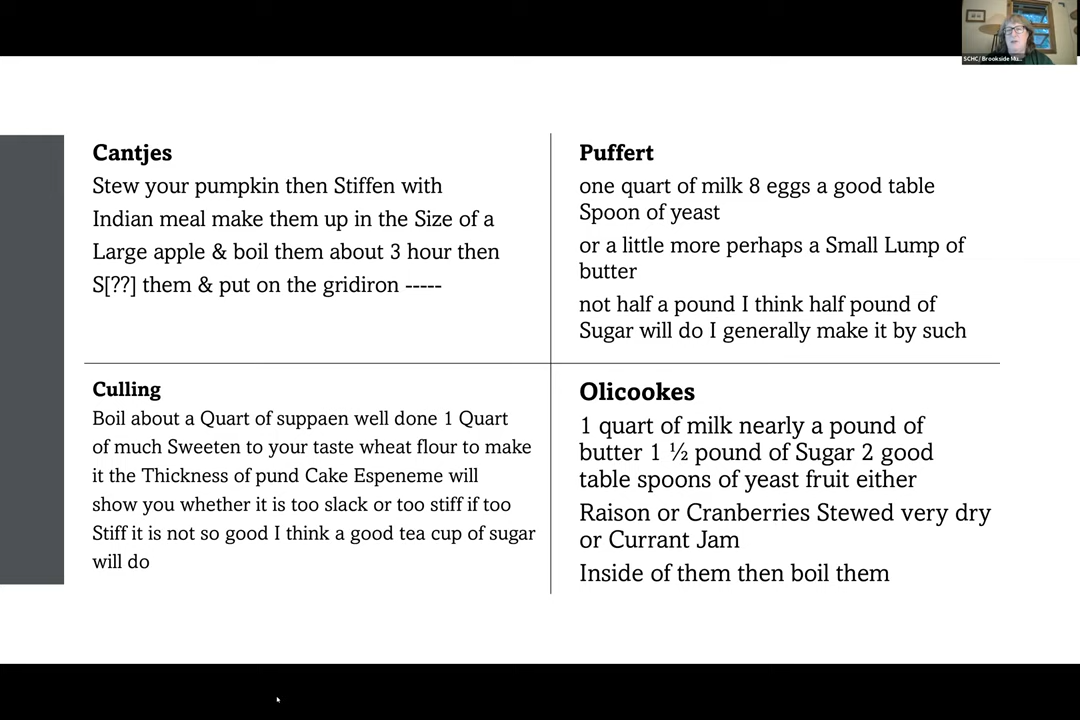 SCHC/ Brookside Mu...
Cantjes
Stew your pumpkin then Stiffen with
Indian meal make them up in the Size of a
Large apple & boil them about 3 hour then
S[??] them & put on the gridiron -----
Puffert
one quart of milk 8 eggs a good table
Spoon of yeast
or a little more perhaps a Small Lump of
butter
not half a pound I think half pound of
Sugar will do I generally make it by such
Culling
Boil about a Quart of suppaen well done 1 Quart
of much Sweeten to your taste wheat flour to make
it the Thickness of pund Cake Espeneme will
show you whether it is too slack or too stiff if too
Stiff it is not so good I think a good tea cup of sugar
will do
Olicookes
1 quart of milk nearly a pound of
butter 1 ½ pound of Sugar 2 good
table spoons of yeast fruit either
Raison or Cranberries Stewed very dry
or Currant Jam
Inside of them then boil them